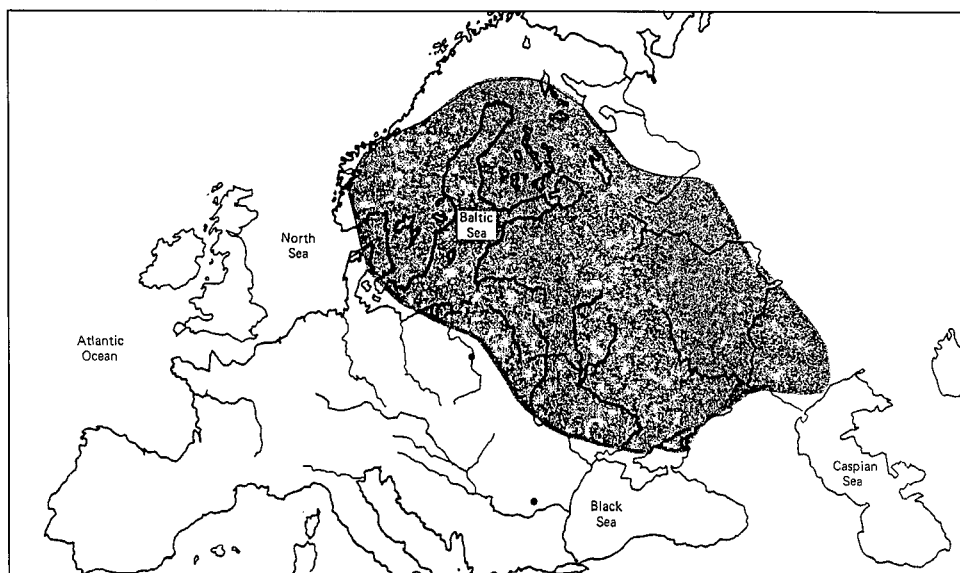 Baltic
Sea
North
Sea
Atlantic
Ocean
Caspian
Sea
Black
Sea